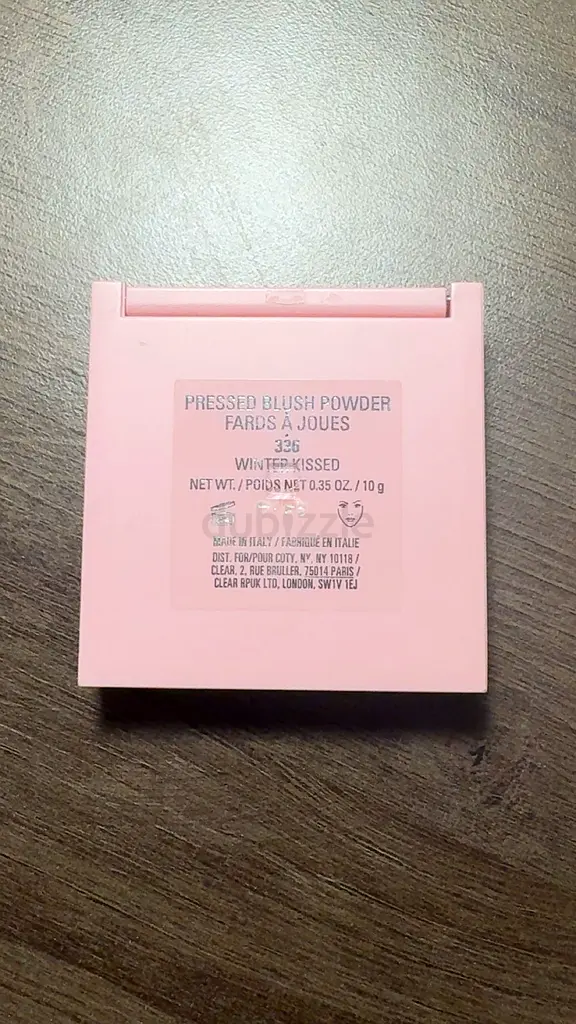 PRESSED BLUSH POWDER
FARDS À JOUES
336
WINTER KISSED
NET WT. / POIDS NET 0.35 OZ. / 10 g
dubizzle
MADE IN ITALY / FABRIQUÉ EN ITALIE
DIST. FOR/POUR COTY, NY, NY 10118 /
CLEAR, 2, RUE BRULLER, 75014 PARIS /
CLEAR RPUK LTD, LONDON, SW1V 1EJ